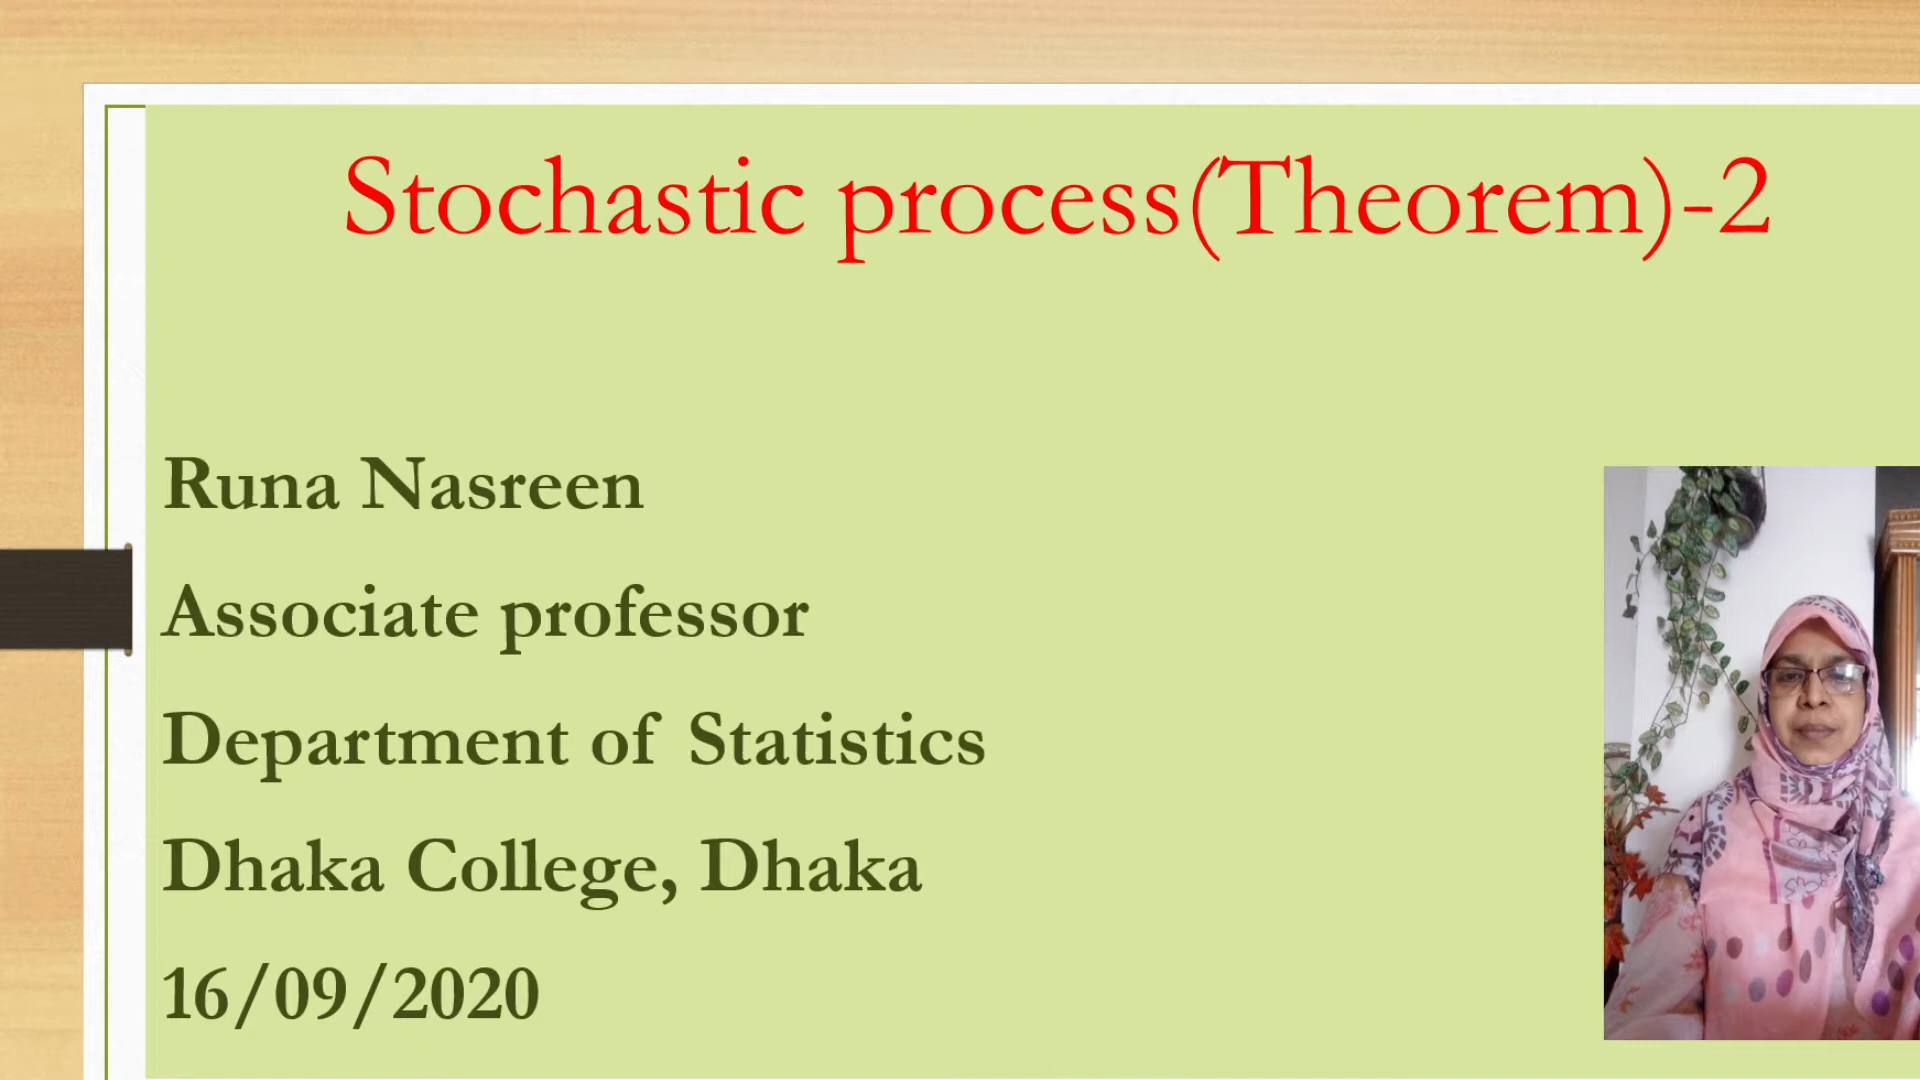 Stochastic process(Theorem)-2
Runa Nasreen
Associate professor
Department of Statistics
Dhaka College, Dhaka
16/09/2020